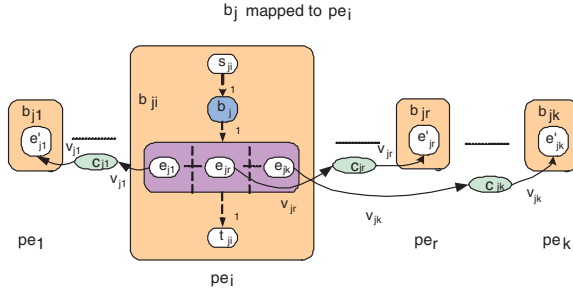 b_j mapped to pe_i
s_ji
1
b_ji
b_j
1
b_j1
e'_j1
v_j1
c_j1
v_j1
e_j1
e_jr
e_jk
v_jr
c_jr
v_jr
b_jr
e'_jr
b_jk
e'_jk
v_jk
c_jk
v_jk
1
t_ji
pe_1
pe_i
pe_r
pe_k